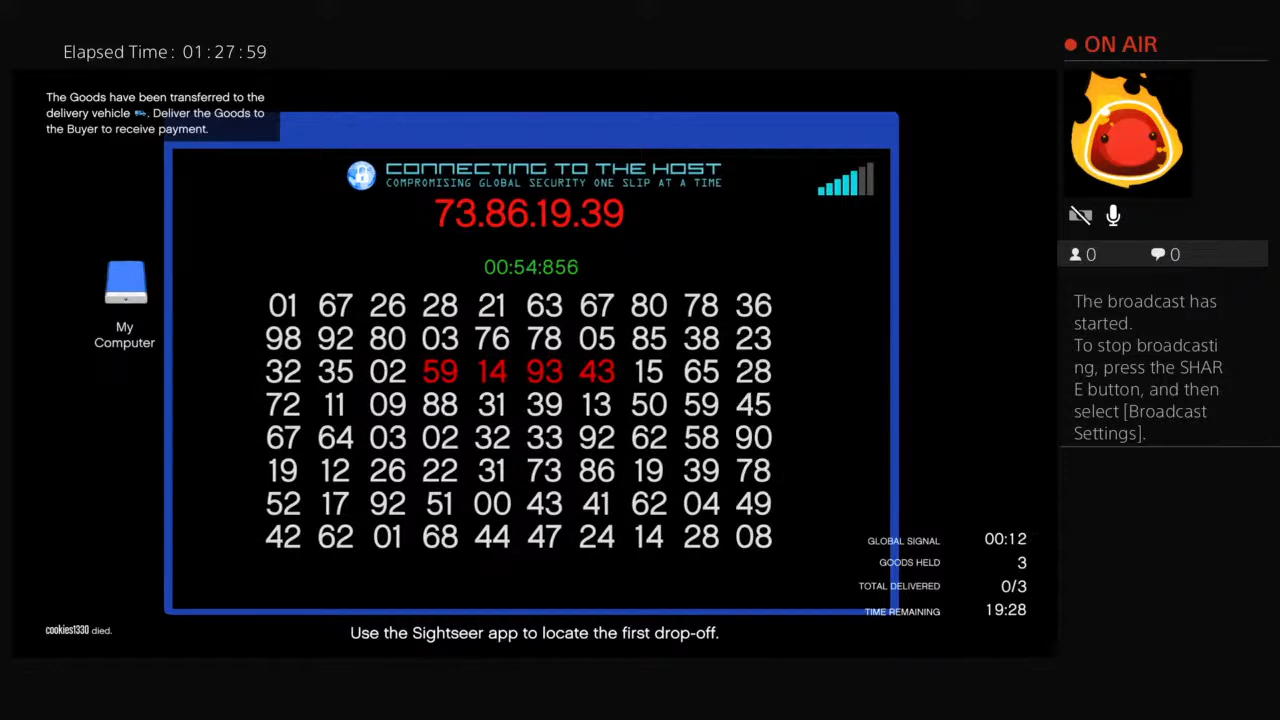 Elapsed Time: 01:27:59
ON AIR
The Goods have been transferred to the
delivery vehicle . Deliver the Goods to
the Buyer to receive payment.
CONNECTING TO THE HOST
COMPROMISING GLOBAL SECURITY ONE SLIP AT A TIME
73.86.19.39
00:54:856
01 67 26 28 21 63 67 80 78 36
98 92 80 03 76 78 05 85 38 23
32 35 02 59 14 93 43 15 65 28
72 11 09 88 31 39 13 50 59 45
67 64 03 02 32 33 92 62 58 90
19 12 26 22 31 73 86 19 39 78
52 17 92 51 00 43 41 62 04 49
42 62 01 68 44 47 24 14 28 08
My
Computer
0 0
The broadcast has
started.
To stop broadcasti
ng, press the SHAR
E button, and then
select [Broadcast
Settings].
GLOBAL SIGNAL 00:12
GOODS HELD 3
TOTAL DELIVERED 0/3
TIME REMAINING 19:28
cookies1330 died.
Use the Sightseer app to locate the first drop-off.